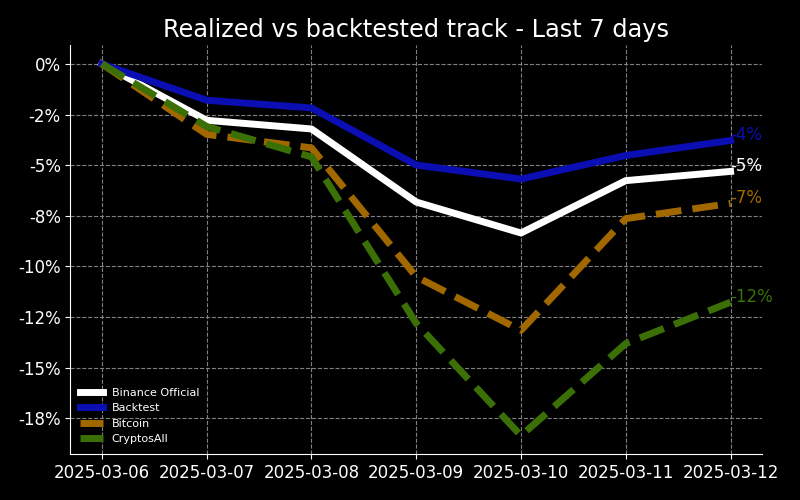 Realized vs backtested track - Last 7 days
0%
-2%
-5%
-8%
-10%
-12%
-15%
-18%
-4%
-5%
-7%
-12%
Binance Official
Backtest
Bitcoin
CryptosAll
2025-03-06 2025-03-07 2025-03-08 2025-03-09 2025-03-10 2025-03-11 2025-03-12